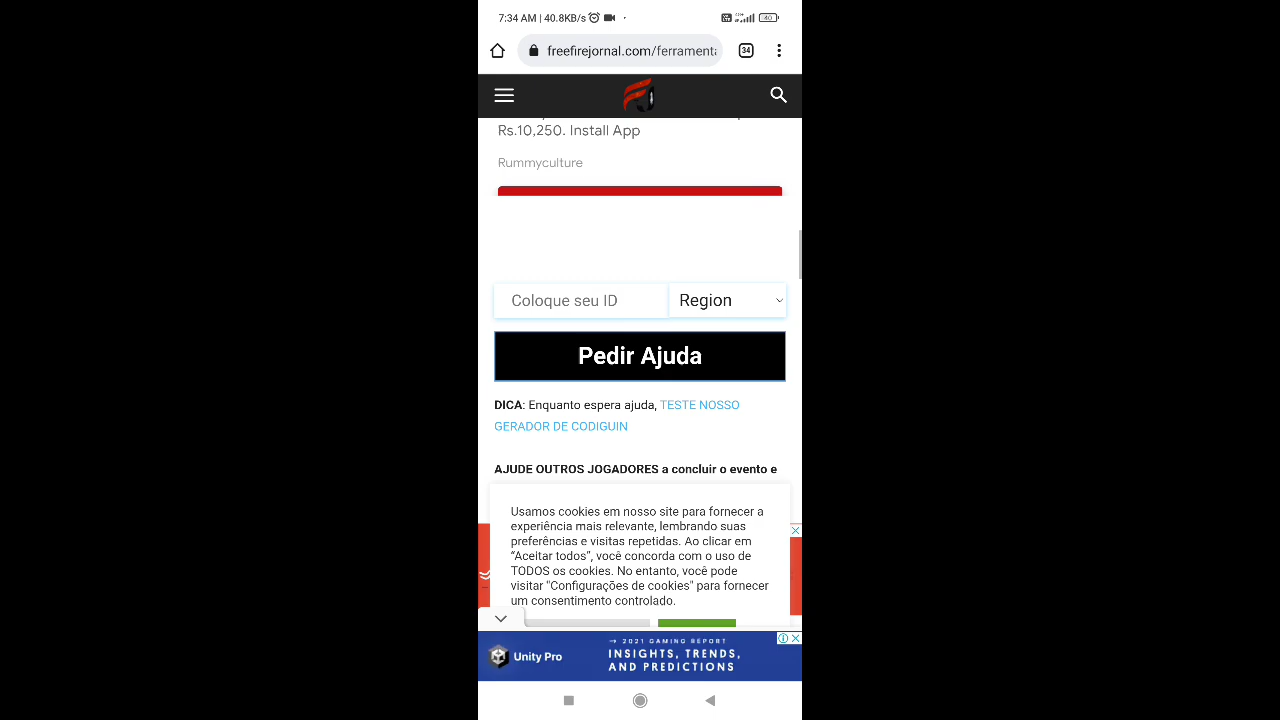 7:34 AM | 40.8KB/s
40
freefirejornal.com/ferramenta
34
Rs.10,250. Install App
Rummyculture
Coloque seu ID
Region
Pedir Ajuda
DICA: Enquanto espera ajuda, TESTE NOSSO
GERADOR DE CODIGUIN
AJUDE OUTROS JOGADORES a concluir o evento e
Usamos cookies em nosso site para fornecer a
experiência mais relevante, lembrando suas
preferências e visitas repetidas. Ao clicar em
“Aceitar todos”, você concorda com o uso de
TODOS os cookies. No entanto, você pode
visitar "Configurações de cookies" para fornecer
um consentimento controlado.
Unity Pro
2021 GAMING REPORT
INSIGHTS, TRENDS,
AND PREDICTIONS